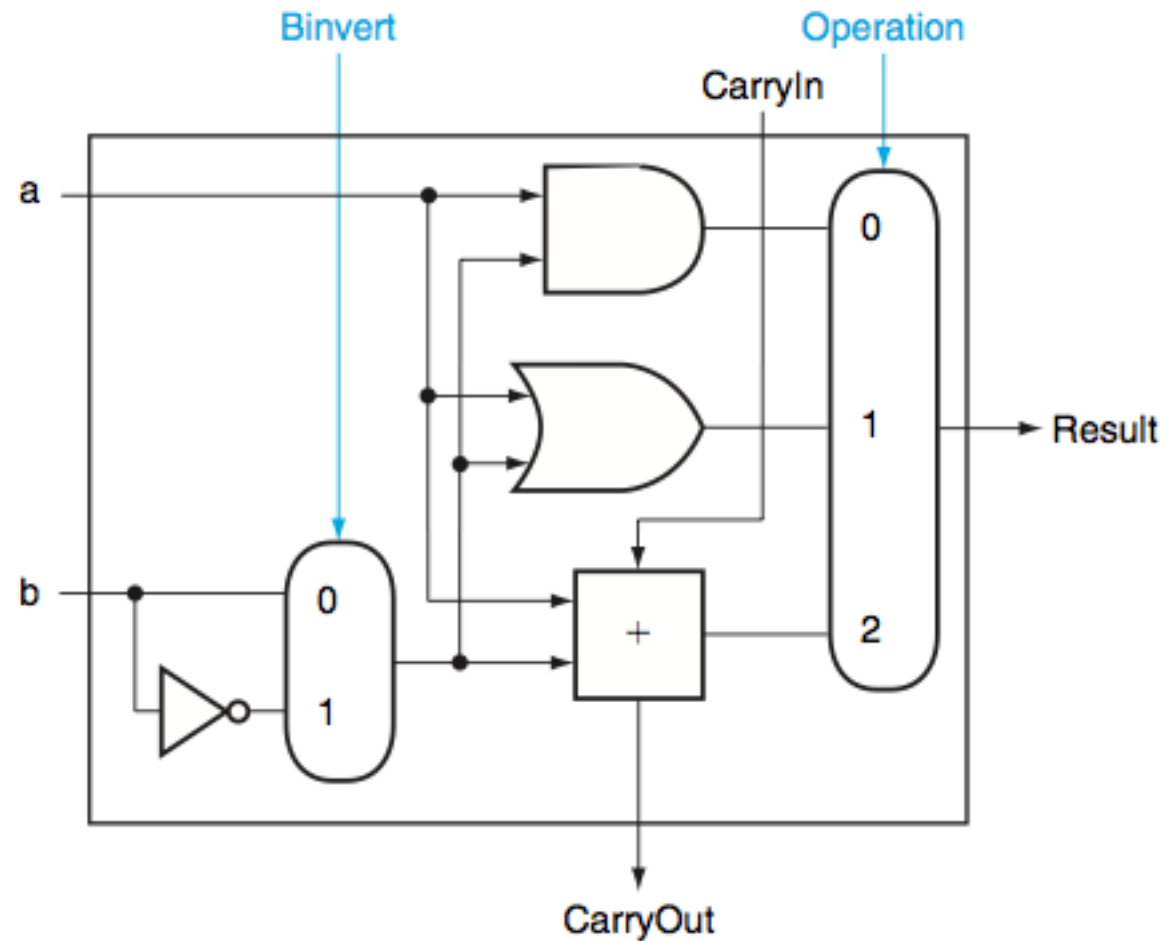 Binvert
Operation
CarryIn
a
0
1
Result
b
0
+
2
1
CarryOut